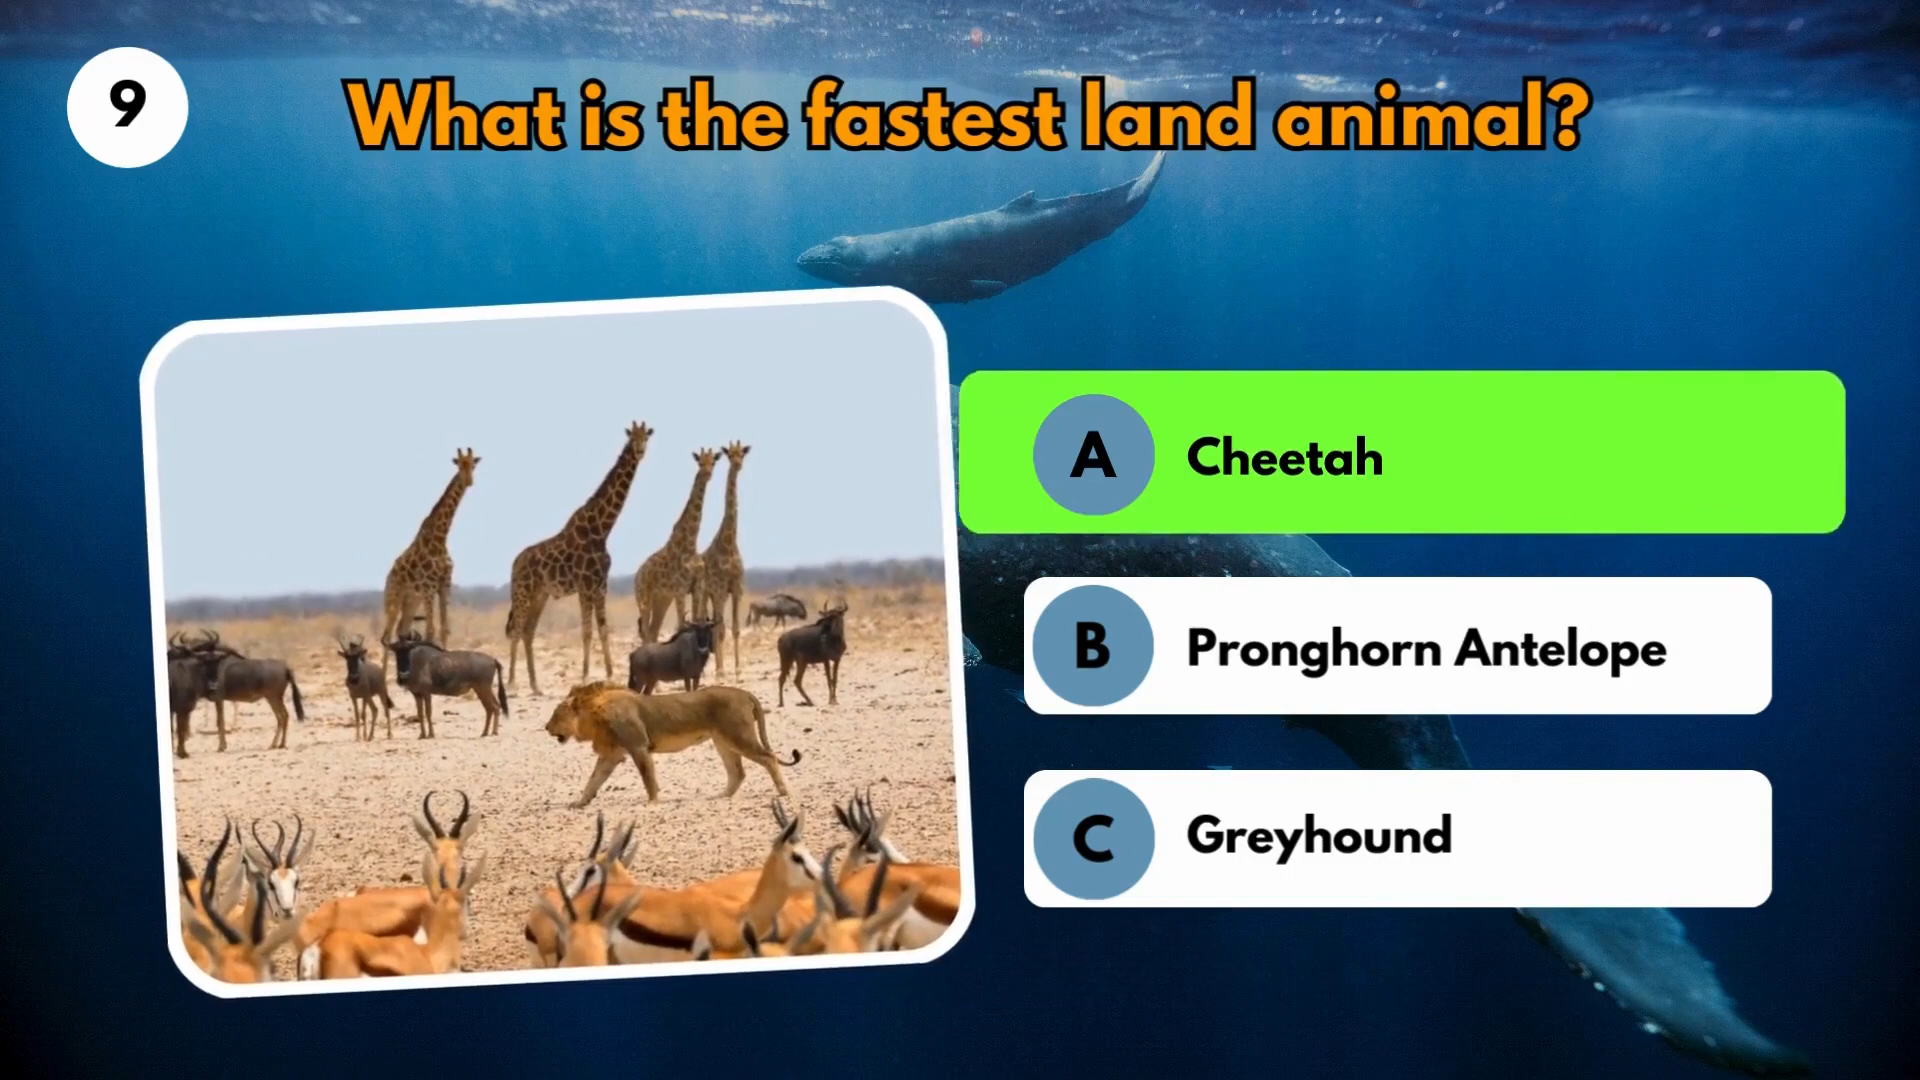 9
What is the fastest land animal?
A Cheetah
B Pronghorn Antelope
C Greyhound